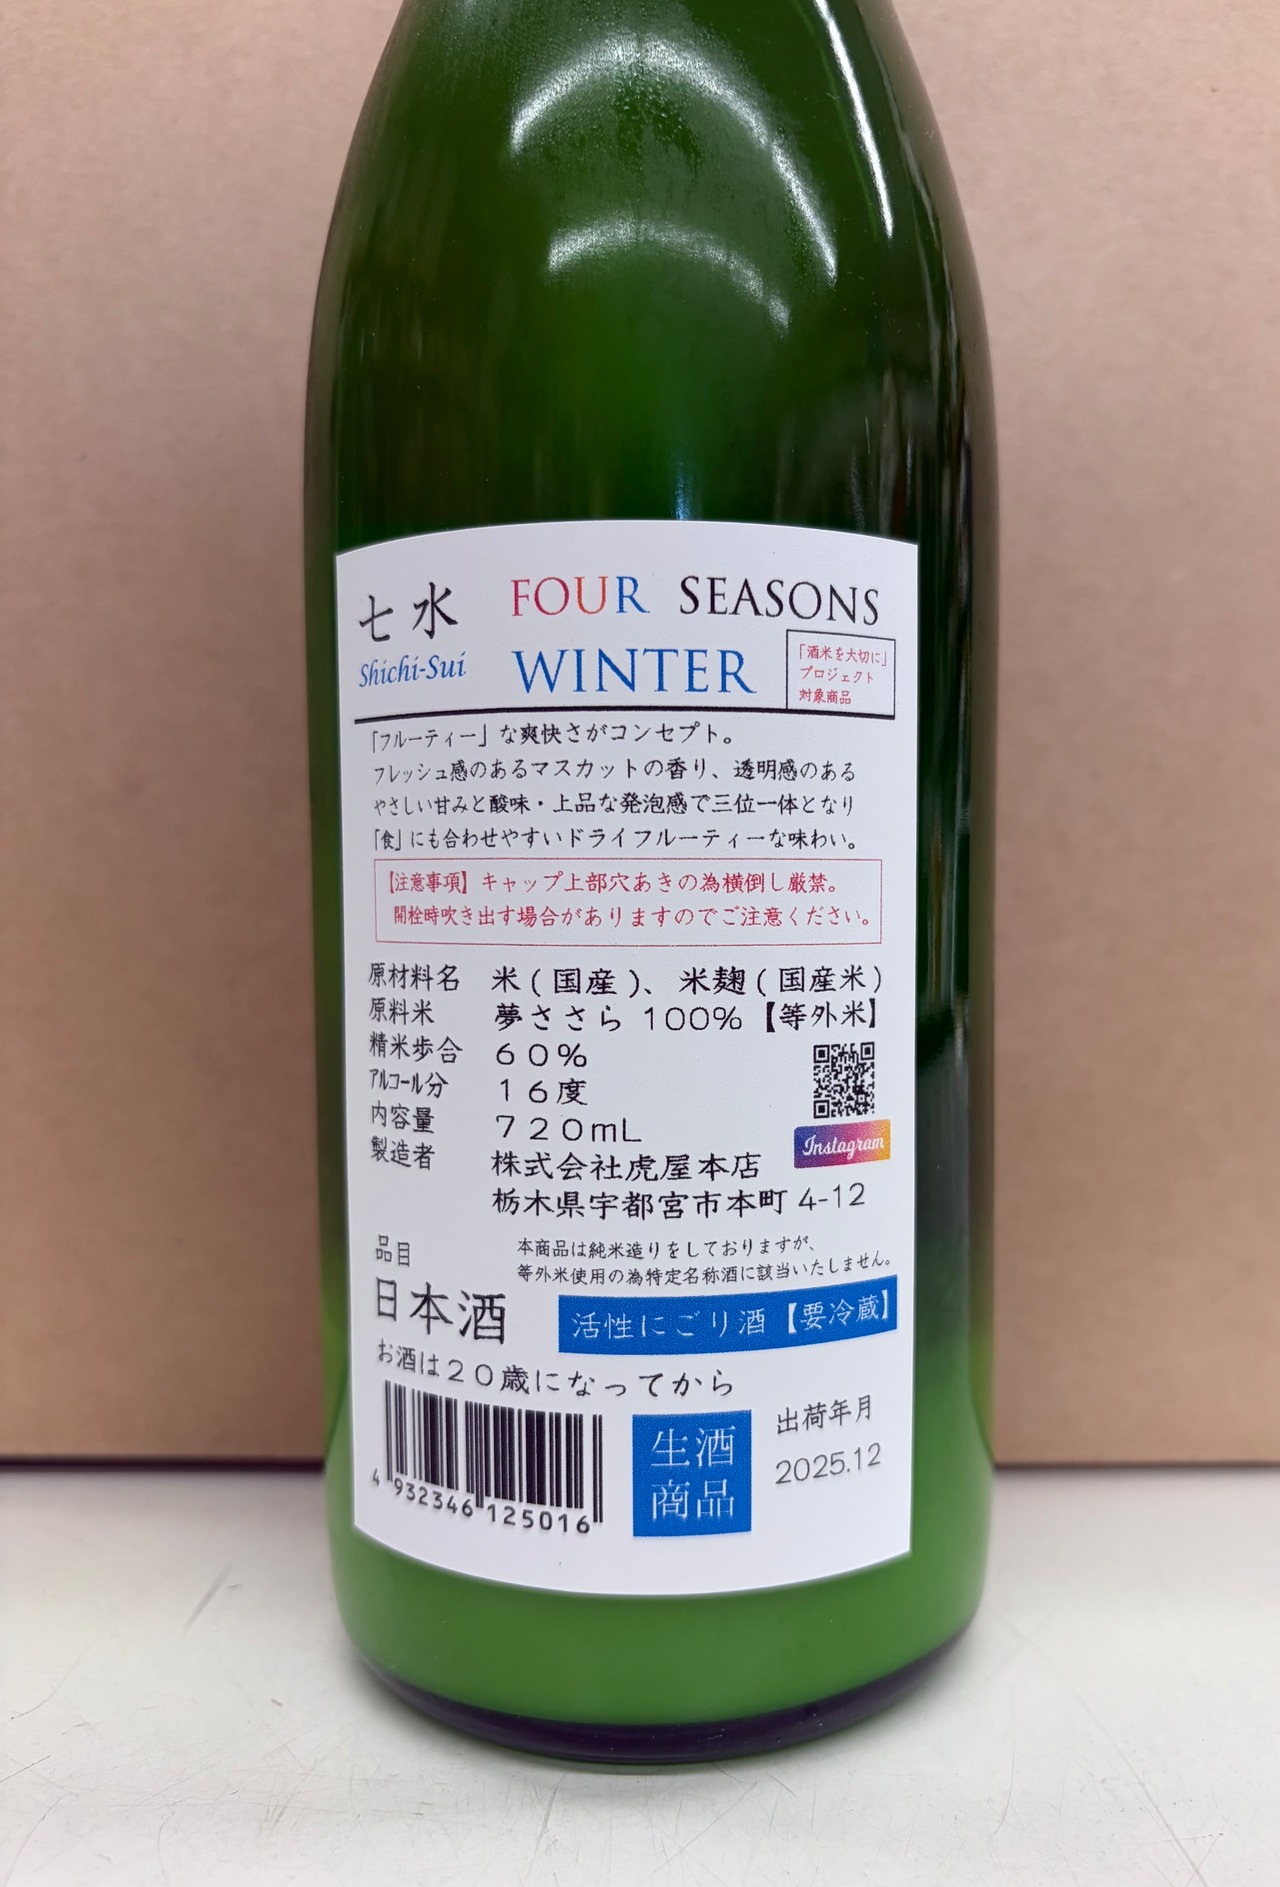 七水 FOUR SEASONS
Shichi-Sui WINTER
「酒米を大切に」
プロジェクト
対象商品
「フルーティー」な爽快さがコンセプト。
フレッシュ感のあるマスカットの香り、透明感のある
やさしい甘みと酸味・上品な発泡感で三位一体となり
「食」にも合わせやすいドライフルーティーな味わい。
【注意事項】キャップ上部穴あきの為横倒し厳禁。
開栓時吹き出す場合がありますのでご注意ください。
原材料名 米(国産)、米麹(国産米)
原料米 夢ささら100%【等外米】
精米歩合 60%
アルコール分 16度
内容量 720mL
製造者 株式会社虎屋本店
栃木県宇都宮市本町4-12
Instagram
本商品は純米造りをしておりますが、
等外米使用の為特定名称酒に該当いたしません。
品目
日本酒
活性にごり酒【要冷蔵】
お酒は20歳になってから
生酒
商品
出荷年月
2025.12
4 932346 125016